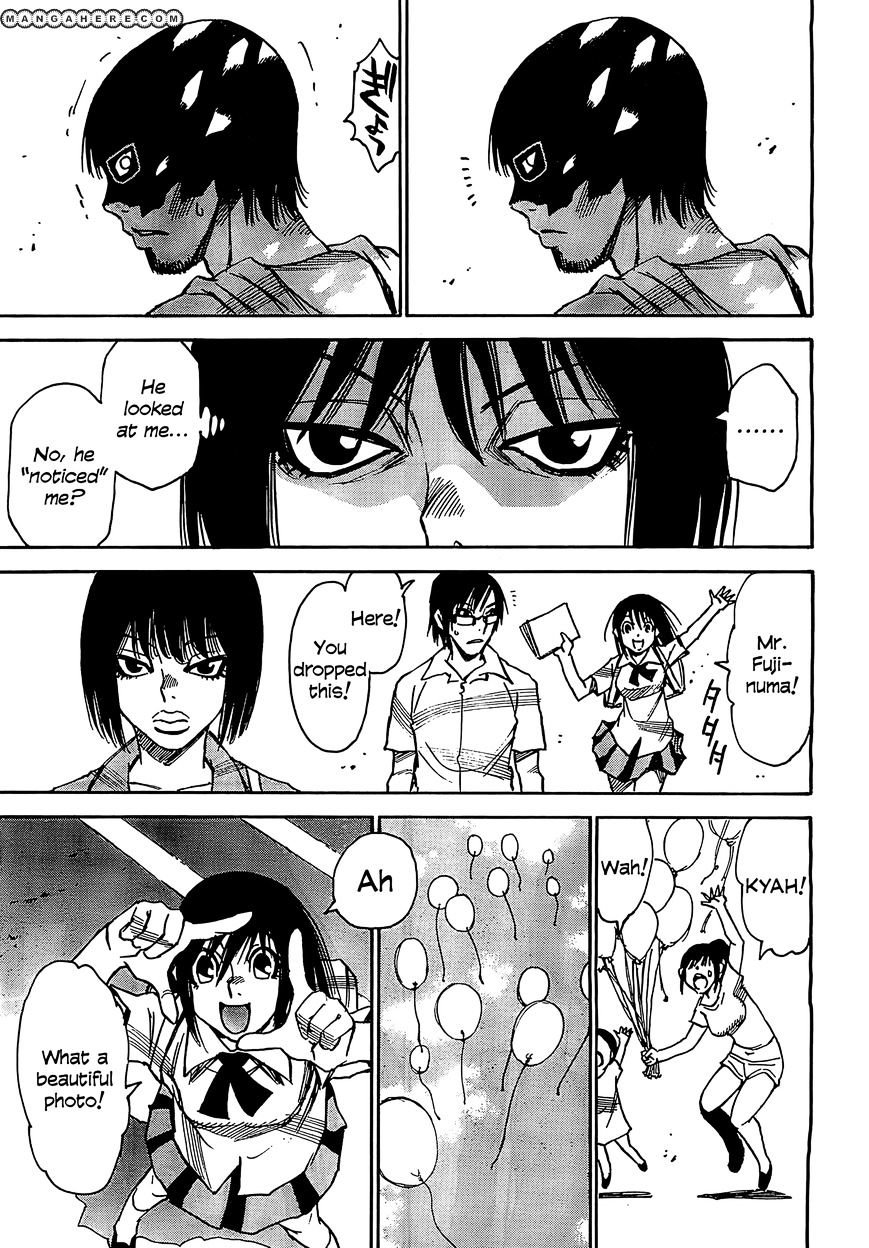 MANGAHERE.COM
......
He
looked
at me...
No, he
"noticed"
me?
Mr.
Fuji-
numa!
Here!
You
dropped
this!
KYAH!
Wah!
Ah
What a
beautiful
photo!